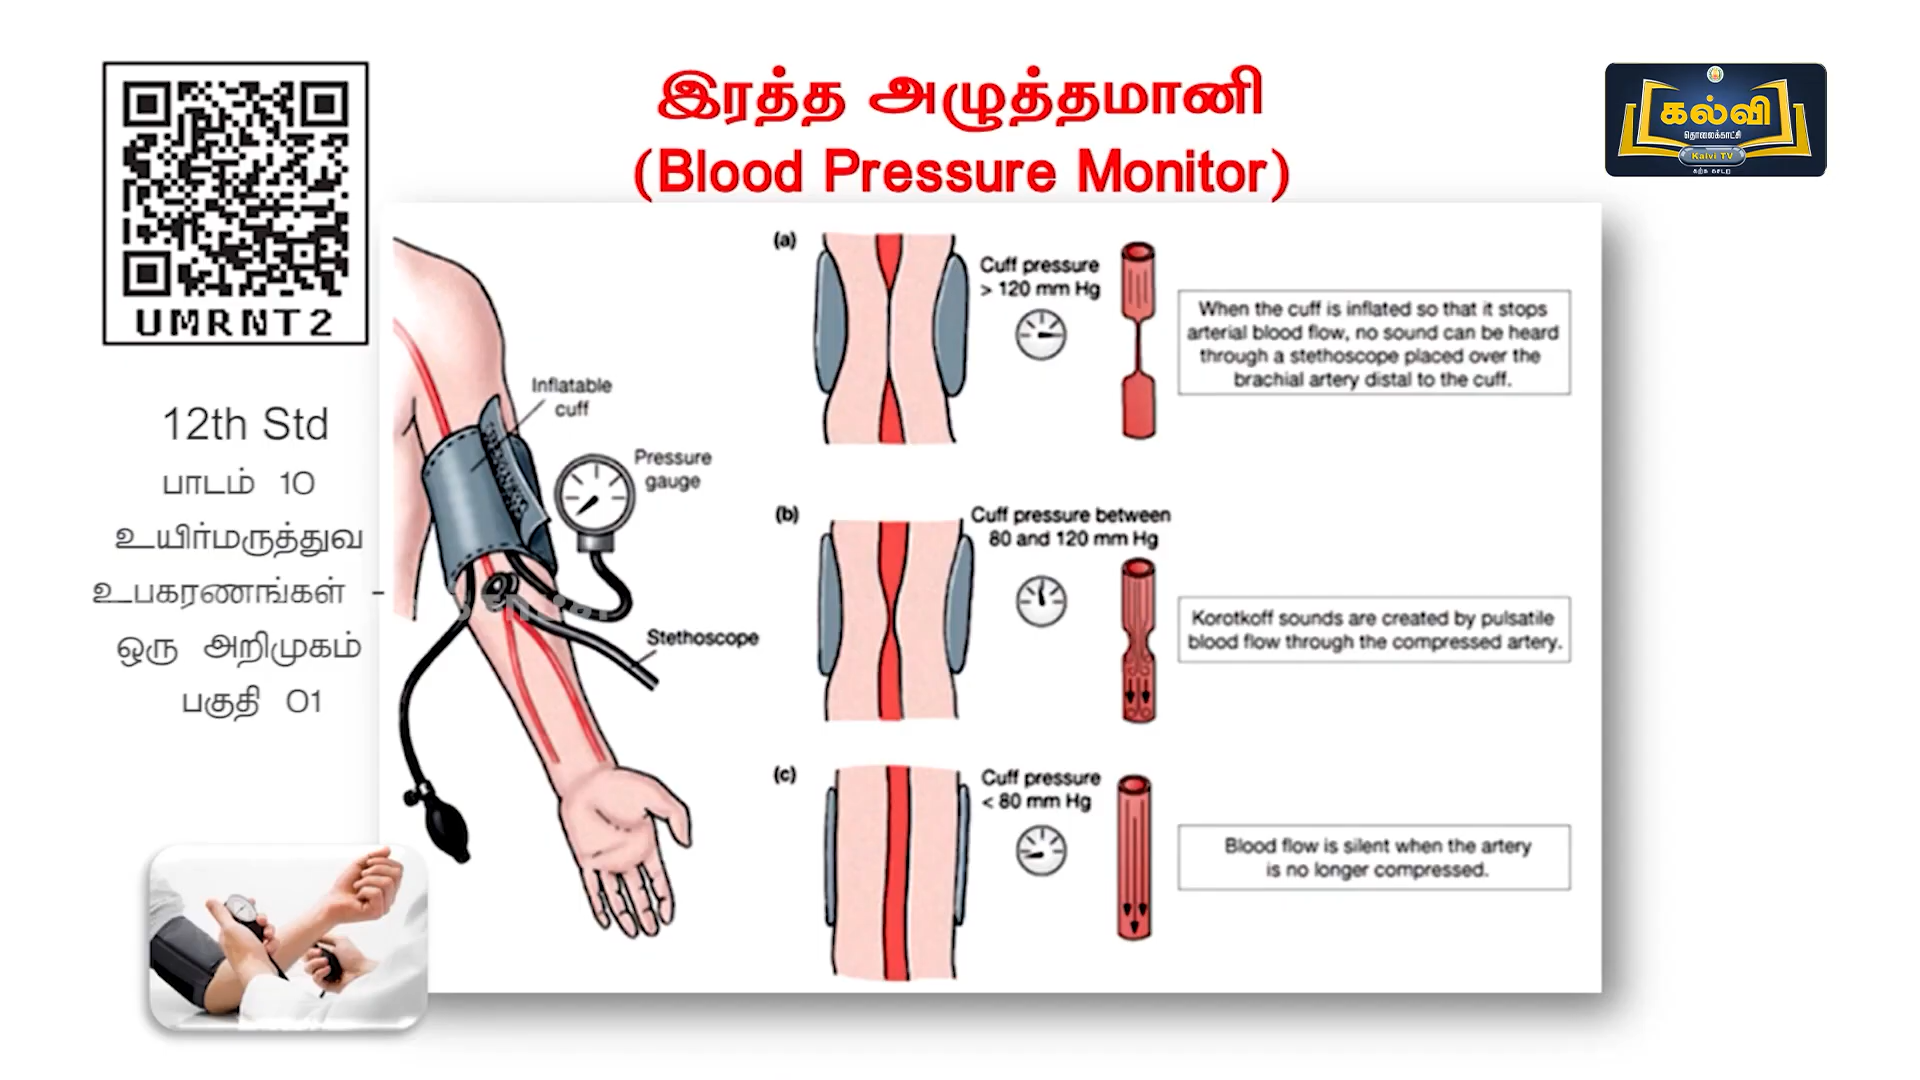 இரத்த அழுத்தமானி
(Blood Pressure Monitor)
கல்வி
தொலைக்காட்சி
Kalvi TV
கற்க கசடற
UMRNT2
12th Std
பாடம் 10
உயிர்மருத்துவ
உபகரணங்கள் -
ஒரு அறிமுகம்
பகுதி 01
Inflatable
cuff
Pressure
gauge
Stethoscope
(a)
Cuff pressure
> 120 mm Hg
When the cuff is inflated so that it stops
arterial blood flow, no sound can be heard
through a stethoscope placed over the
brachial artery distal to the cuff.
(b)
Cuff pressure between
80 and 120 mm Hg
Korotkoff sounds are created by pulsatile
blood flow through the compressed artery.
(c)
Cuff pressure
< 80 mm Hg
Blood flow is silent when the artery
is no longer compressed.